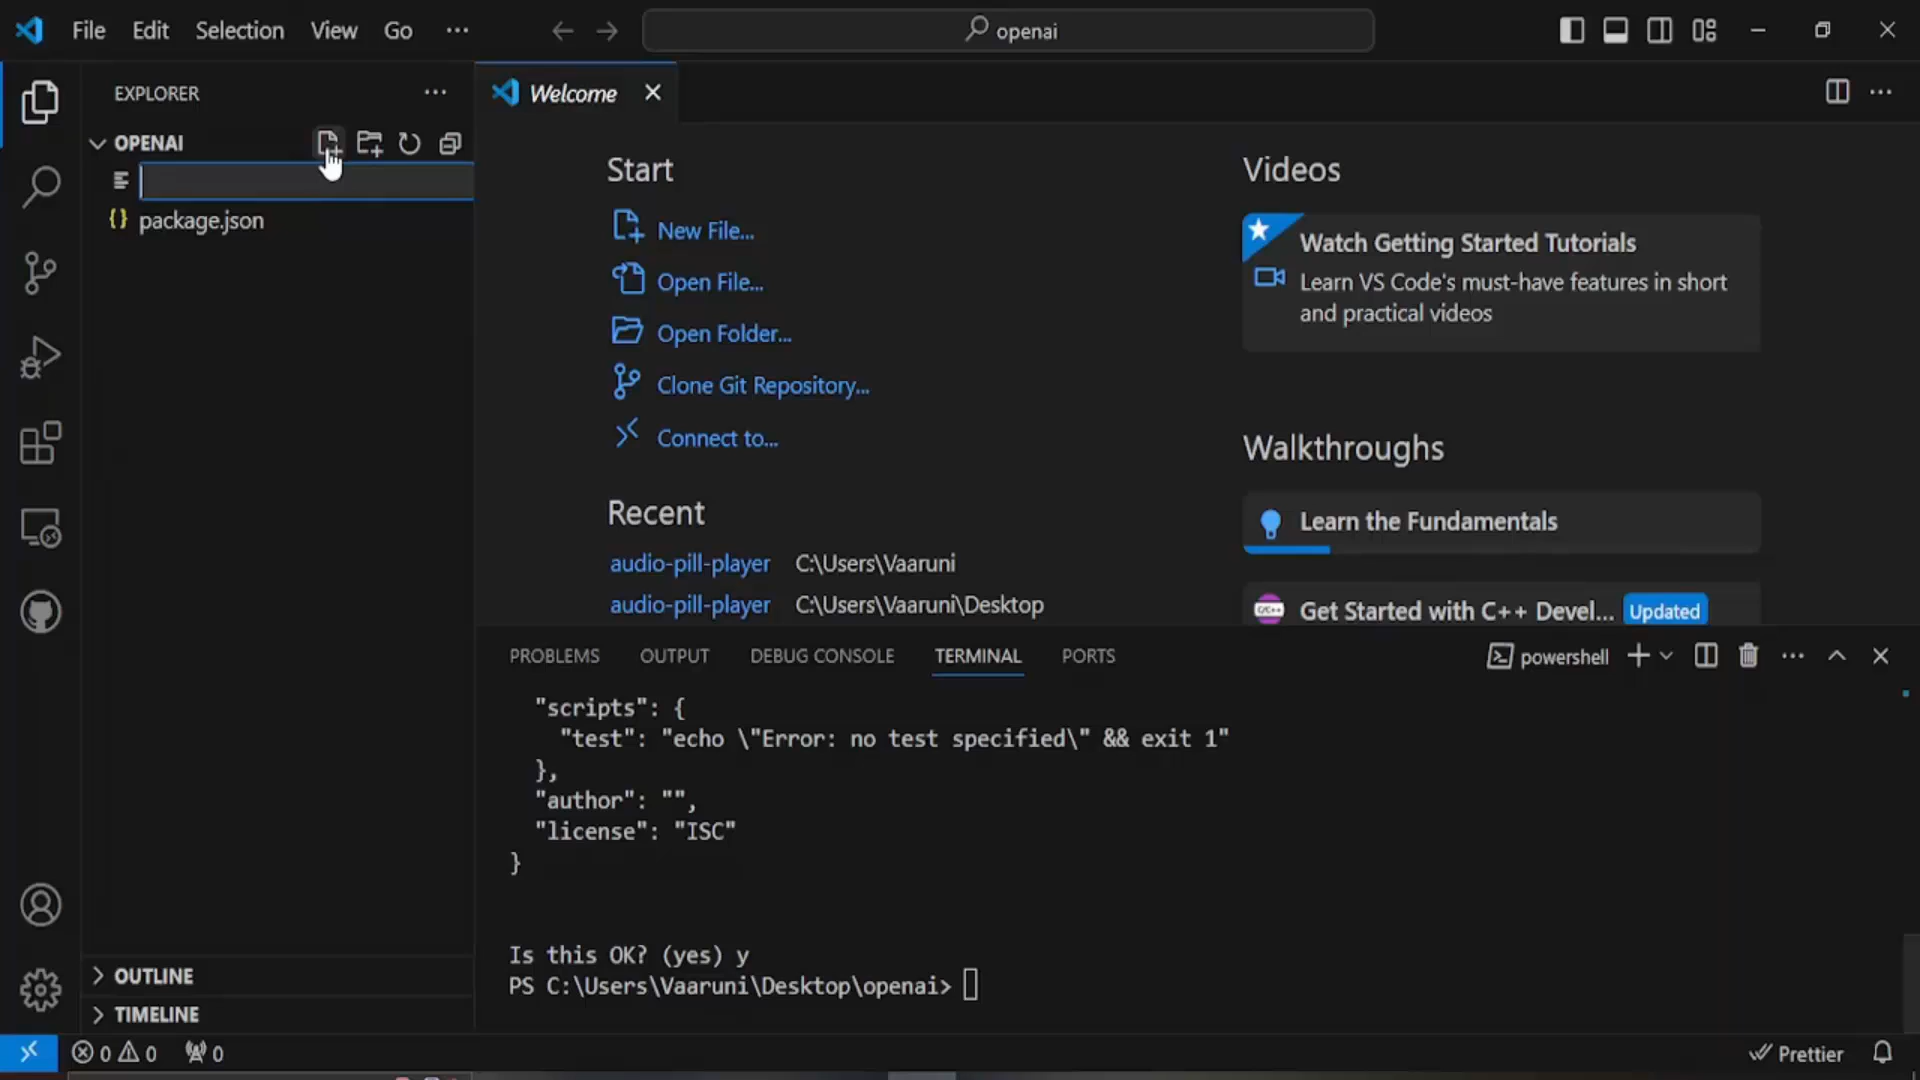 File Edit Selection View Go ··· openai
EXPLORER ···
OPENAI
package.json
OUTLINE
TIMELINE
Welcome
Start
New File...
Open File...
Open Folder...
Clone Git Repository...
Connect to...
Recent
audio-pill-player C:\Users\Vaaruni
audio-pill-player C:\Users\Vaaruni\Desktop
Videos
Watch Getting Started Tutorials
Learn VS Code's must-have features in short
and practical videos
Walkthroughs
Learn the Fundamentals
Get Started with C++ Devel... Updated
PROBLEMS OUTPUT DEBUG CONSOLE TERMINAL PORTS powershell
"scripts": {
"test": "echo \"Error: no test specified\" && exit 1"
},
"author": "",
"license": "ISC"
}
Is this OK? (yes) y
PS C:\Users\Vaaruni\Desktop\openai>
0 0 0 Prettier